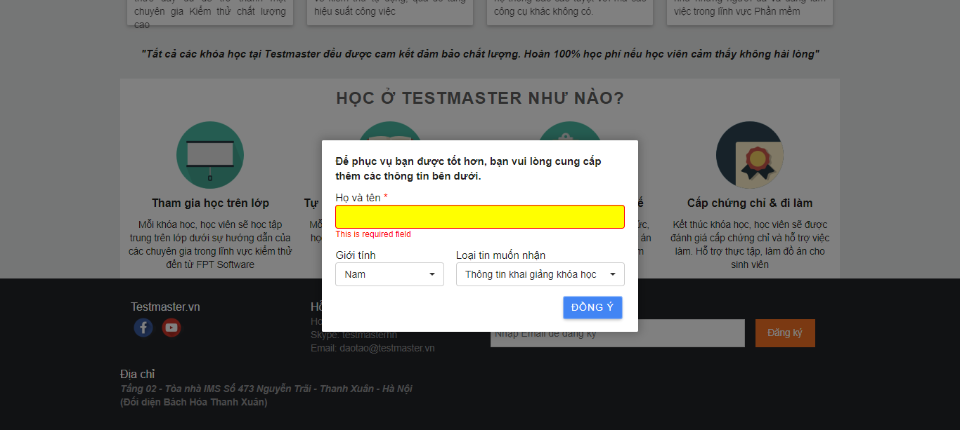 chuyên gia Kiểm thử chất lượng
cao
hiệu suất công việc
công cụ khác không có.
việc trong lĩnh vực Phần mềm
"Tất cả các khóa học tại Testmaster đều được cam kết đảm bảo chất lượng. Hoàn 100% học phí nếu học viên cảm thấy không hài lòng"
HỌC Ở TESTMASTER NHƯ NÀO?
Để phục vụ bạn được tốt hơn, bạn vui lòng cung cấp
thêm các thông tin bên dưới.
Họ và tên *
This is required field
Giới tính
Loại tin muốn nhận
Nam
Thông tin khai giảng khóa học
ĐỒNG Ý
Tham gia học trên lớp
Mỗi khóa học, học viên sẽ học tập
trung trên lớp dưới sự hướng dẫn của
các chuyên gia trong lĩnh vực kiểm thử
đến từ FPT Software
Tự
Cấp chứng chỉ & đi làm
Kết thúc khóa học, học viên sẽ được
đánh giá cấp chứng chỉ và hỗ trợ việc
làm. Hỗ trợ thực tập, làm đồ án cho
sinh viên
Testmaster.vn
Skype: testmastervn
Email: daotao@testmaster.vn
Nhập Email để đăng ký
Đăng ký
Địa chỉ
Tầng 02 - Tòa nhà IMS Số 473 Nguyễn Trãi - Thanh Xuân - Hà Nội
(Đối diện Bách Hóa Thanh Xuân)